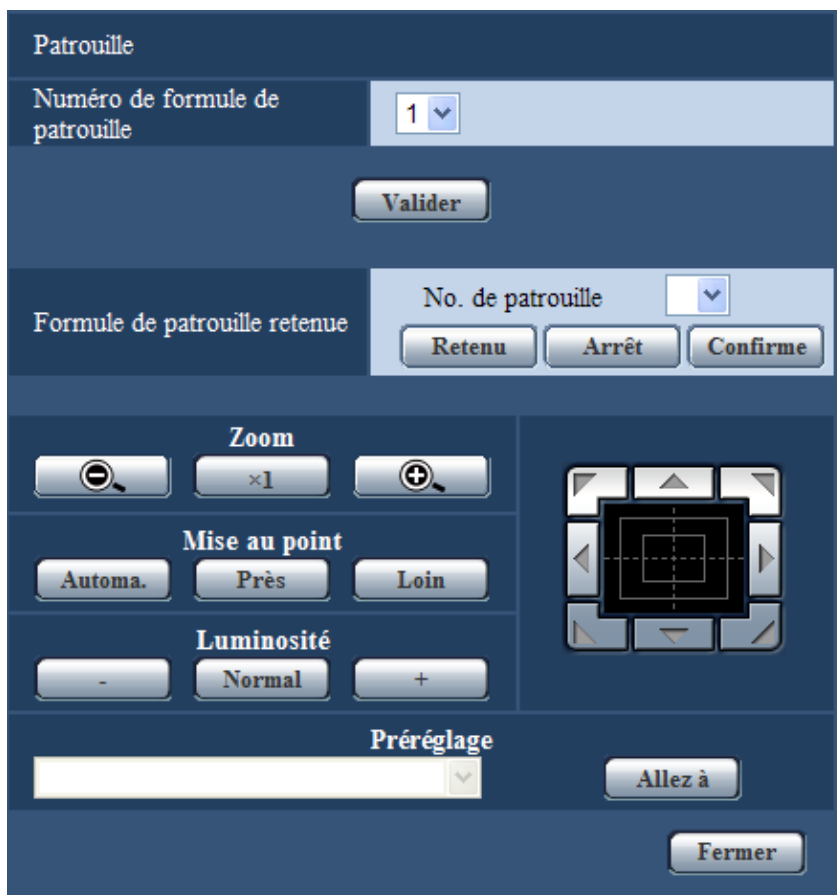 Patrouille
Numéro de formule de
patrouille
1
Valider
Formule de patrouille retenue
No. de patrouille
Retenu Arrêt Confirme
Zoom
×1
Mise au point
Automa. Près Loin
Luminosité
- Normal +
Préréglage
Allez à
Fermer